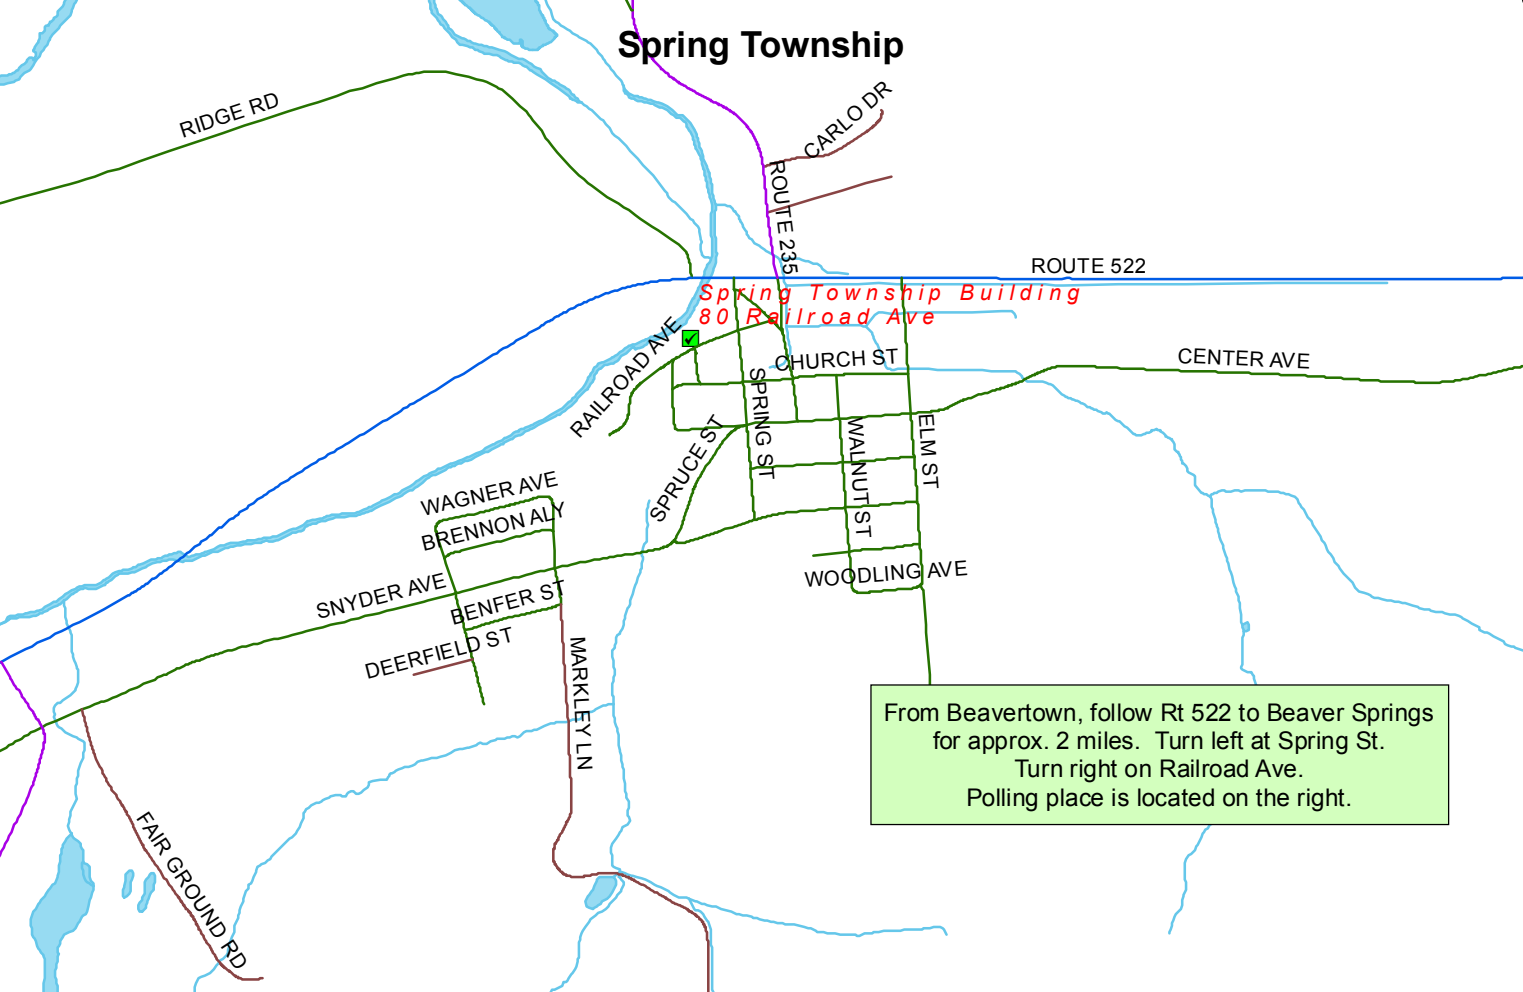 Spring Township
RIDGE RD
CARLO DR
ROUTE 235
ROUTE 522
Spring Township Building
80 Railroad Ave
RAILROAD AVE
CHURCH ST
CENTER AVE
SPRING ST
SPRUCE ST
WALNUT ST
ELM ST
WAGNER AVE
BRENNON ALY
SNYDER AVE
BENFER ST
DEERFIELD ST
WOODLING AVE
MARKLEY LN
FAIR GROUND RD
From Beavertown, follow Rt 522 to Beaver Springs
for approx. 2 miles.  Turn left at Spring St.
Turn right on Railroad Ave.
Polling place is located on the right.